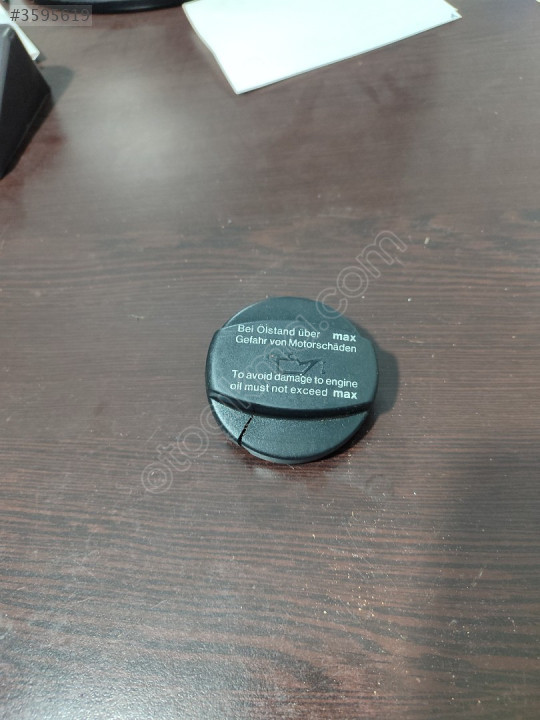 #3595619
Bei Ölstand über max
Gefahr von Motorschäden
To avoid damage to engine
oil must not exceed max